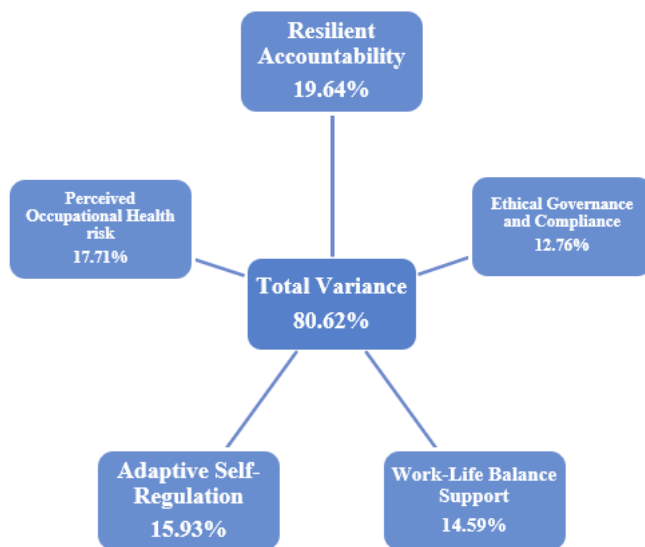 Resilient
Accountability
19.64%
Perceived
Occupational Health
risk
17.71%
Ethical Governance
and Compliance
12.76%
Total Variance
80.62%
Adaptive Self-
Regulation
15.93%
Work-Life Balance
Support
14.59%